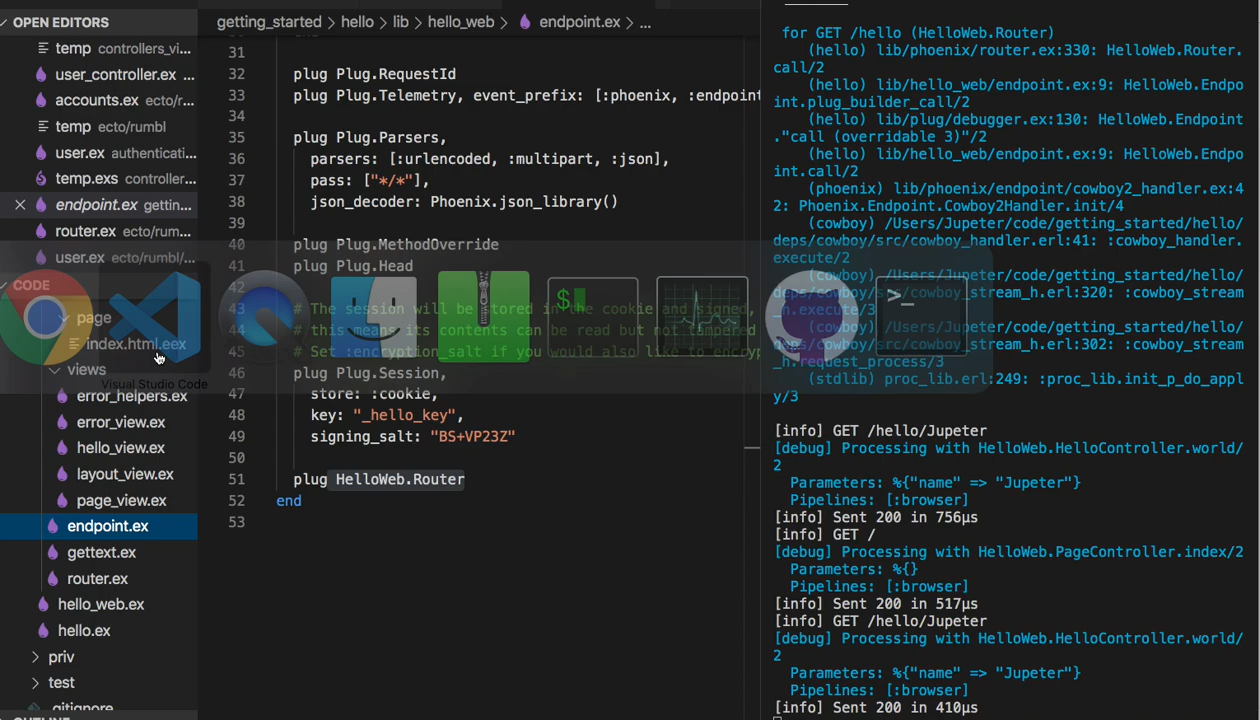 OPEN EDITORS
temp controllers_vi...
user_controller.ex ...
accounts.ex ecto/r...
temp ecto/rumbl
user.ex authenticati...
temp.exs controller...
endpoint.ex gettin...
router.ex ecto/rum...
user.ex ecto/rumbl/...
CODE
page
index.html.eex
views
Visual Studio Code
error_helpers.ex
error_view.ex
hello_view.ex
layout_view.ex
page_view.ex
endpoint.ex
gettext.ex
router.ex
hello_web.ex
hello.ex
priv
test
.gitignore
OUTLINE
getting_started > hello > lib > hello_web > endpoint.ex > ...
31
32 plug Plug.RequestId
33 plug Plug.Telemetry, event_prefix: [:phoenix, :endpoint
34
35 plug Plug.Parsers,
36 parsers: [:urlencoded, :multipart, :json],
37 pass: ["*/*"],
38 json_decoder: Phoenix.json_library()
39
40 plug Plug.MethodOverride
41 plug Plug.Head
# The session will be stored in the cookie and signed,
# this means its contents can be read but not tampered
45 # Set :encryption_salt if you would also like to encryp
46 plug Plug.Session,
47 store: :cookie,
48 key: "_hello_key",
49 signing_salt: "BS+VP23Z"
50
51 plug HelloWeb.Router
52 end
53
$
>_
for GET /hello (HelloWeb.Router)
(hello) lib/phoenix/router.ex:330: HelloWeb.Router.
call/2
(hello) lib/hello_web/endpoint.ex:9: HelloWeb.Endpo
int.plug_builder_call/2
(hello) lib/plug/debugger.ex:130: HelloWeb.Endpoint
."call (overridable 3)"/2
(hello) lib/hello_web/endpoint.ex:9: HelloWeb.Endpo
int.call/2
(phoenix) lib/phoenix/endpoint/cowboy2_handler.ex:4
2: Phoenix.Endpoint.Cowboy2Handler.init/4
(cowboy) /Users/Jupeter/code/getting_started/hello/
deps/cowboy/src/cowboy_handler.erl:41: :cowboy_handler.
execute/2
(cowboy) /Users/Jupeter/code/getting_started/hello/
deps/cowboy/src/cowboy_stream_h.erl:320: :cowboy_stream
_h.execute/3
(cowboy) /Users/Jupeter/code/getting_started/hello/
deps/cowboy/src/cowboy_stream_h.erl:302: :cowboy_stream
_h.request_process/3
(stdlib) proc_lib.erl:249: :proc_lib.init_p_do_appl
y/3
[info] GET /hello/Jupeter
[debug] Processing with HelloWeb.HelloController.world/
2
Parameters: %{"name" => "Jupeter"}
Pipelines: [:browser]
[info] Sent 200 in 756µs
[info] GET /
[debug] Processing with HelloWeb.PageController.index/2
Parameters: %{}
Pipelines: [:browser]
[info] Sent 200 in 517µs
[info] GET /hello/Jupeter
[debug] Processing with HelloWeb.HelloController.world/
2
Parameters: %{"name" => "Jupeter"}
Pipelines: [:browser]
[info] Sent 200 in 410µs